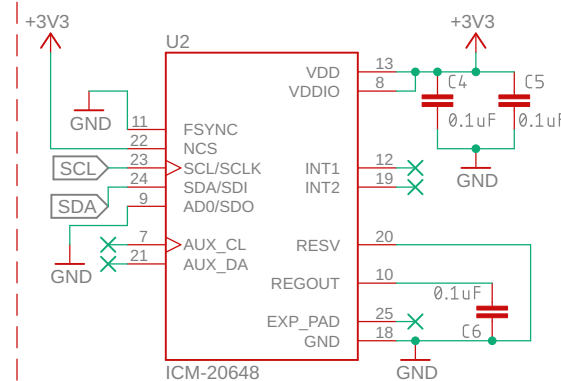 +3V3
+3V3
U2
13
VDD
8
VDDIO
C4
C5
0.1uF
0.1uF
GND
11
FSYNC
22
NCS
SCL
23
SCL/SCLK
24
SDA/SDI
SDA
9
AD0/SDO
INT1
12
INT2
19
GND
7
AUX_CL
21
AUX_DA
GND
RESV
20
REGOUT
10
0.1uF
C6
EXP_PAD
25
GND
18
ICM-20648
GND